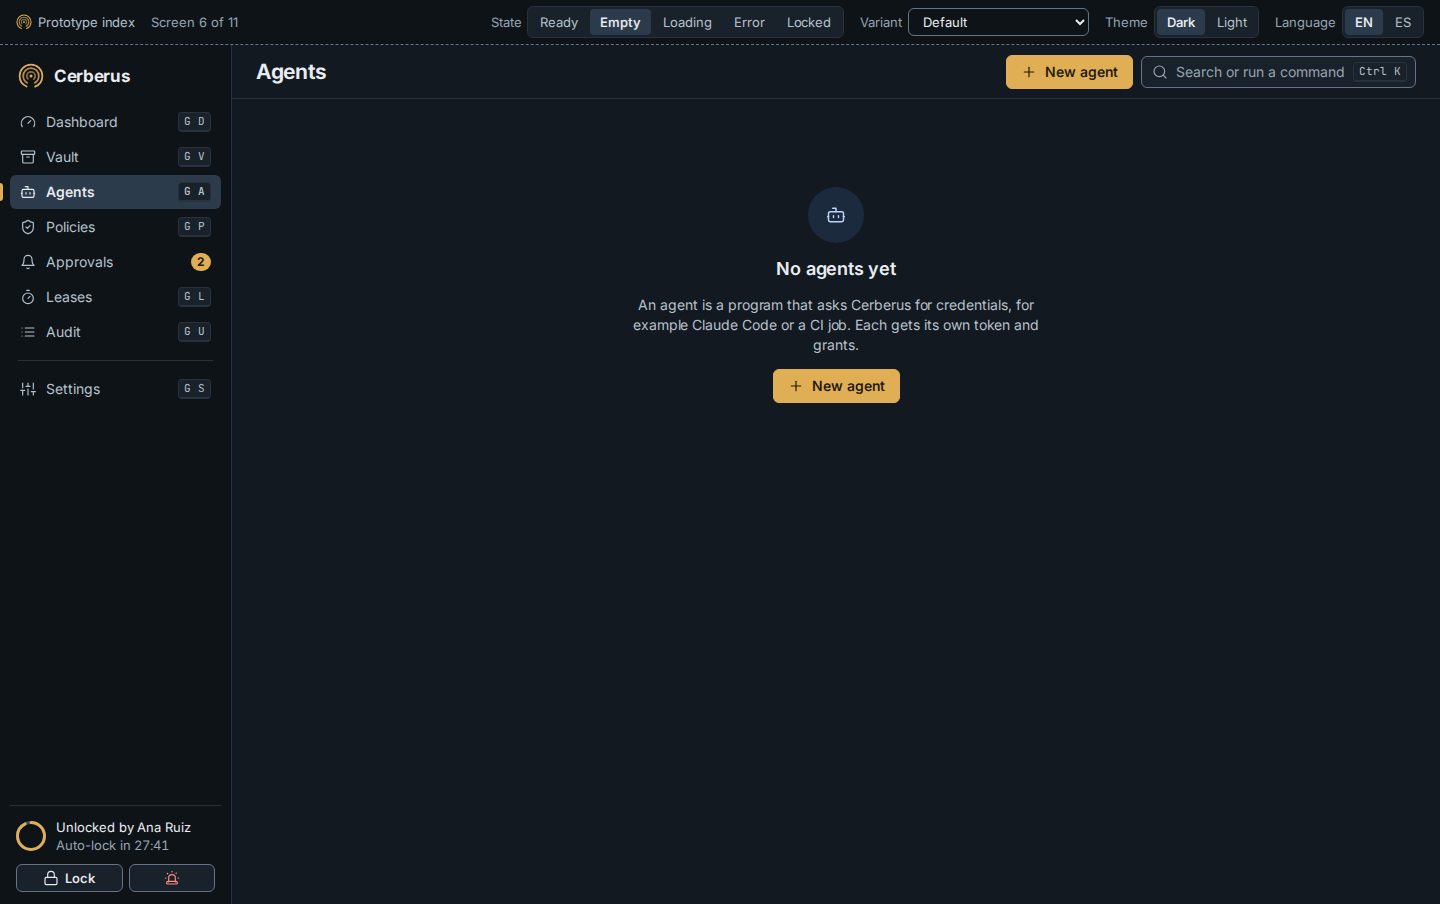 Prototype index Screen 6 of 11 State Ready Empty Loading Error Locked Variant Default Theme Dark Light Language EN ES
Cerberus
Agents
New agent
Search or run a command Ctrl K
Dashboard G D
Vault G V
Agents G A
Policies G P
Approvals 2
Leases G L
Audit G U
Settings G S
No agents yet
An agent is a program that asks Cerberus for credentials, for
example Claude Code or a CI job. Each gets its own token and
grants.
New agent
Unlocked by Ana Ruiz
Auto-lock in 27:41
Lock